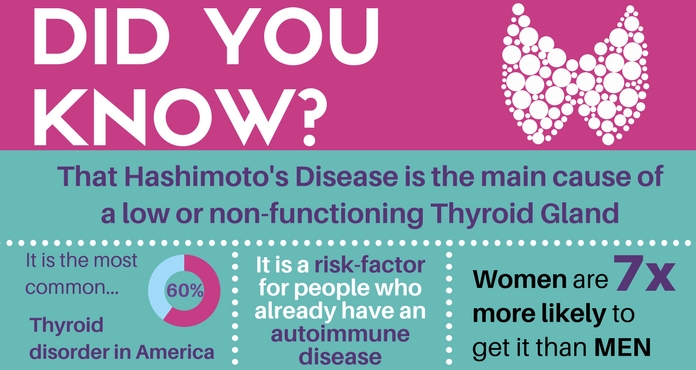 DID YOU
KNOW?
That Hashimoto's Disease is the main cause of
a low or non-functioning Thyroid Gland
It is the most
common...
60%
Thyroid
disorder in America
It is a risk-factor
for people who
already have an
autoimmune
disease
Women are 7x
more likely to
get it than MEN